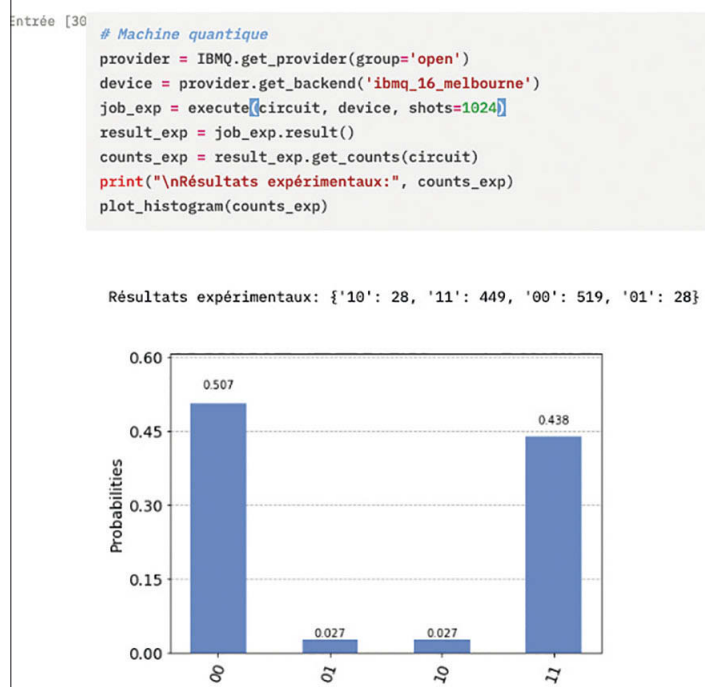 Entrée [30
# Machine quantique
provider = IBMQ.get_provider(group='open')
device = provider.get_backend('ibmq_16_melbourne')
job_exp = execute(circuit, device, shots=1024)
result_exp = job_exp.result()
counts_exp = result_exp.get_counts(circuit)
print("\nRésultats expérimentaux:", counts_exp)
plot_histogram(counts_exp)
Résultats expérimentaux: {'10': 28, '11': 449, '00': 519, '01': 28}
0.60
0.507
0.438
0.45
Probabilities
0.30
0.15
0.027
0.027
0.00
00
01
10
11